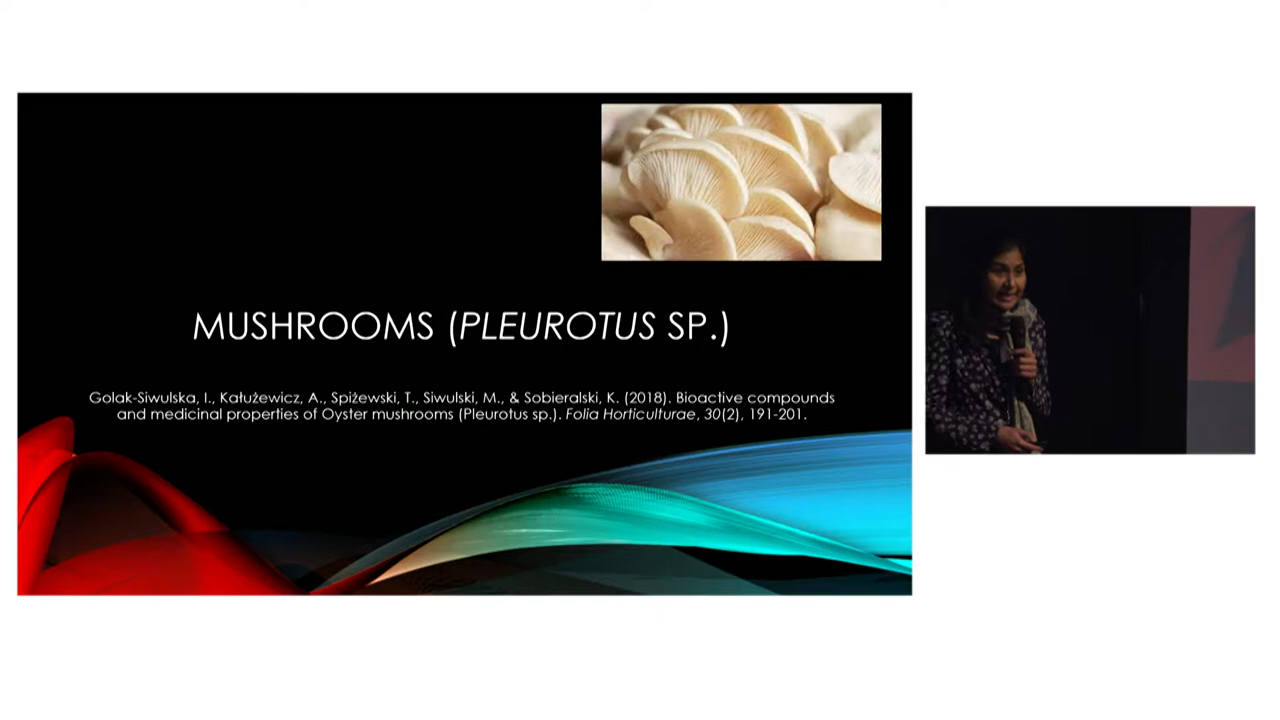 MUSHROOMS (PLEUROTUS SP.)
Golak-Siwulska, I., Kałużewicz, A., Spiżewski, T., Siwulski, M., & Sobieralski, K. (2018). Bioactive compounds
and medicinal properties of Oyster mushrooms (Pleurotus sp.). Folia Horticulturae, 30(2), 191-201.